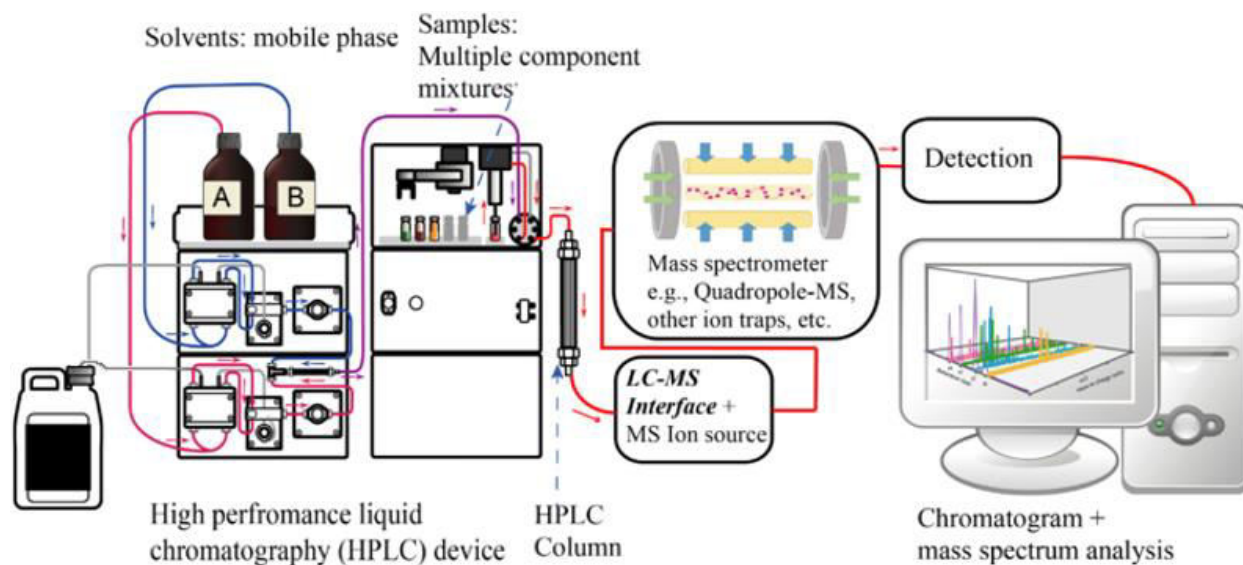 Solvents: mobile phase
Samples:
Multiple component
mixtures
A
B
Mass spectrometer
e.g., Quadropole-MS,
other ion traps, etc.
Detection
LC-MS
Interface +
MS Ion source
High perfromance liquid
chromatography (HPLC) device
HPLC
Column
Chromatogram +
mass spectrum analysis